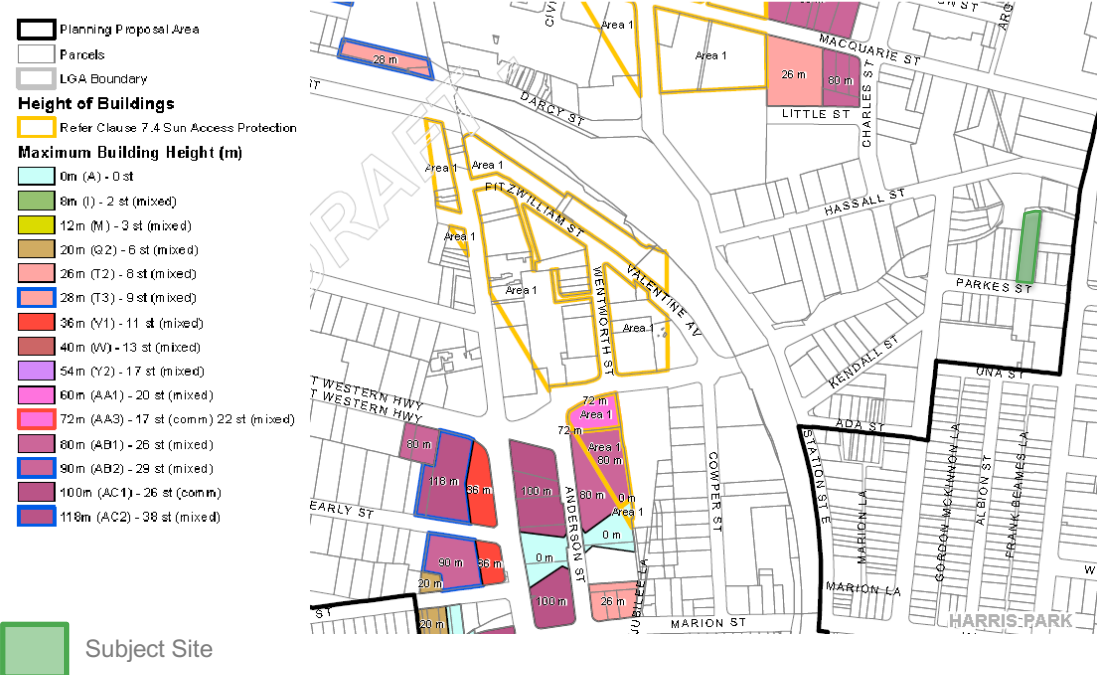 Planning Proposal Area
Parcels
LGA Boundary
Height of Buildings
Refer Clause 7.4 Sun Access Protection
Maximum Building Height (m)
0m (A) - 0 st
8m (I) - 2 st (mixed)
12m (M) - 3 st (mixed)
20m (Q2) - 6 st (mixed)
26m (T2) - 8 st (mixed)
28m (T3) - 9 st (mixed)
36m (V1) - 11 st (mixed)
40m (W) - 13 st (mixed)
54m (Y2) - 17 st (mixed)
60m (AA1) - 20 st (mixed)
72m (AA3) - 17 st (comm) 22 st (mixed)
80m (AB1) - 26 st (mixed)
90m (AB2) - 29 st (mixed)
100m (AC1) - 26 st (comm)
118m (AC2) - 38 st (mixed)
Subject Site
CIVI
Area 1
ON ST
ARG
MACQUARIE ST
Area 1
28 m
26 m
80 m
ST
DARCY ST
LITTLE ST
CHARLES ST
DRAFT
Area 1
Area 1
FITZWILLIAM ST
HASSALL ST
Area 1
Area 1
WENTWORTH ST
VALENTINE AV
PARKES ST
Area 1
KENDALL ST
UNA ST
T WESTERN HWY
T WESTERN HWY
72 m
Area 1
72 m
ADA ST
80 m
Area 1
80 m
118 m
36 m
100 m
80 m
0 m
Area 1
EARLY ST
ANDERSON ST
COWPER ST
STATION ST E
MARION LA
GORDON MCKINNON LA
ALBION ST
FRANK BEAMES LA
0 m
0 m
90 m
36 m
20 m
W
100 m
26 m
JUBILEE LA
MARION LA
ST
20 m
MARION ST
HARRIS PARK